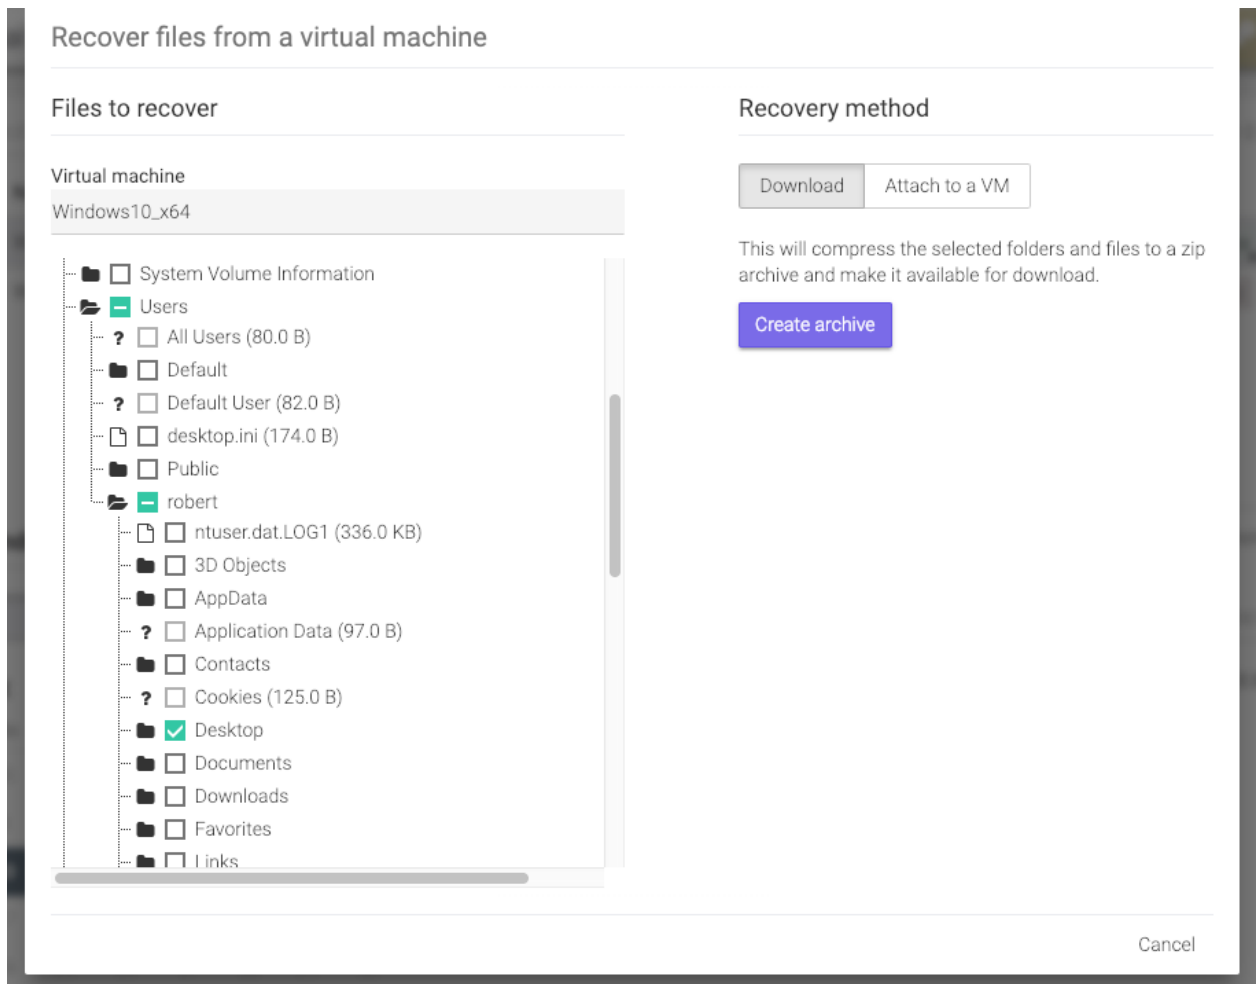 Recover files from a virtual machine
Files to recover
Virtual machine
Windows10_x64
System Volume Information
Users
? All Users (80.0 B)
Default
? Default User (82.0 B)
desktop.ini (174.0 B)
Public
robert
ntuser.dat.LOG1 (336.0 KB)
3D Objects
AppData
? Application Data (97.0 B)
Contacts
? Cookies (125.0 B)
Desktop
Documents
Downloads
Favorites
Links
Recovery method
Download Attach to a VM
This will compress the selected folders and files to a zip
archive and make it available for download.
Create archive
Cancel